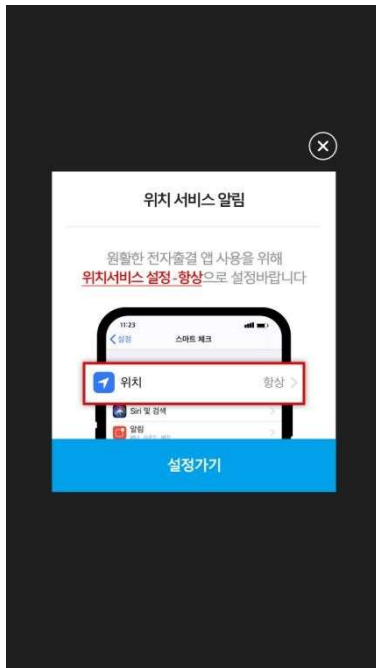 위치 서비스 알림
원활한 전자출결 앱 사용을 위해
위치서비스 설정-항상으로 설정바랍니다
11:23
설정 스마트 체크
위치 항상
Siri 및 검색
알림
설정가기